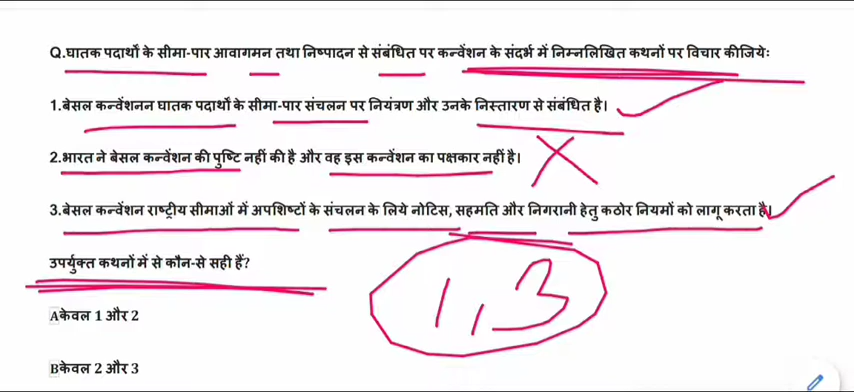 Q.घातक पदार्थों के सीमा-पार आवागमन तथा निष्पादन से संबंधित पर कन्वेंशन के संदर्भ में निम्नलिखित कथनों पर विचार कीजियेः
1.बेसल कन्वेंशनन घातक पदार्थों के सीमा-पार संचलन पर नियंत्रण और उनके निस्तारण से संबंधित है।
2.भारत ने बेसल कन्वेंशन की पुष्टि नहीं की है और वह इस कन्वेंशन का पक्षकार नहीं है।
3.बेसल कन्वेंशन राष्ट्रीय सीमाओं में अपशिष्टों के संचलन के लिये नोटिस, सहमति और निगरानी हेतु कठोर नियमों को लागू करता है।
उपर्युक्त कथनों में से कौन-से सही हैं?
1,3
Aकेवल 1 और 2
Bकेवल 2 और 3